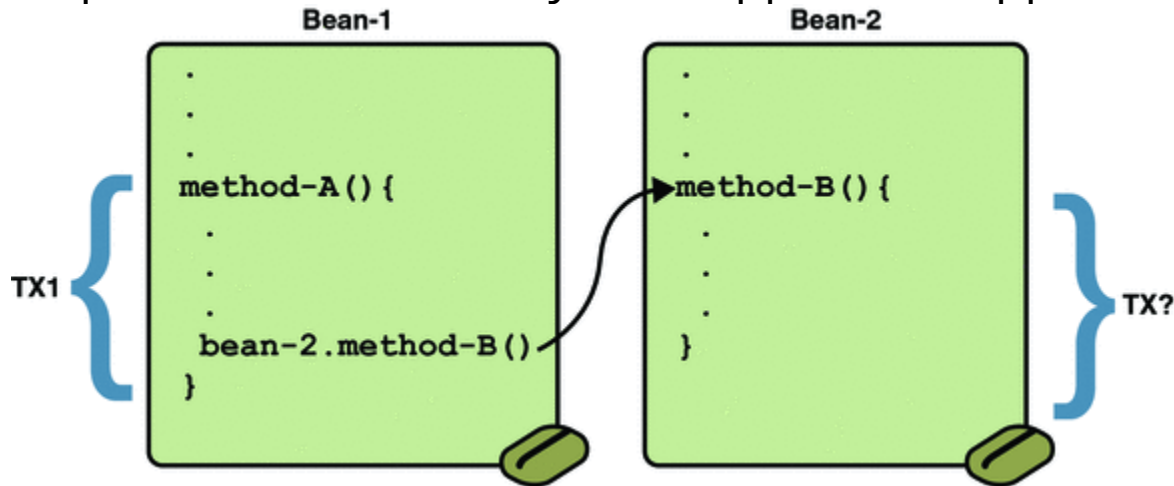 Bean-1
Bean-2
.
.
.
method-A(){
.
.
.
bean-2.method-B()
}
TX1
.
.
.
method-B(){
.
.
.
}
TX?